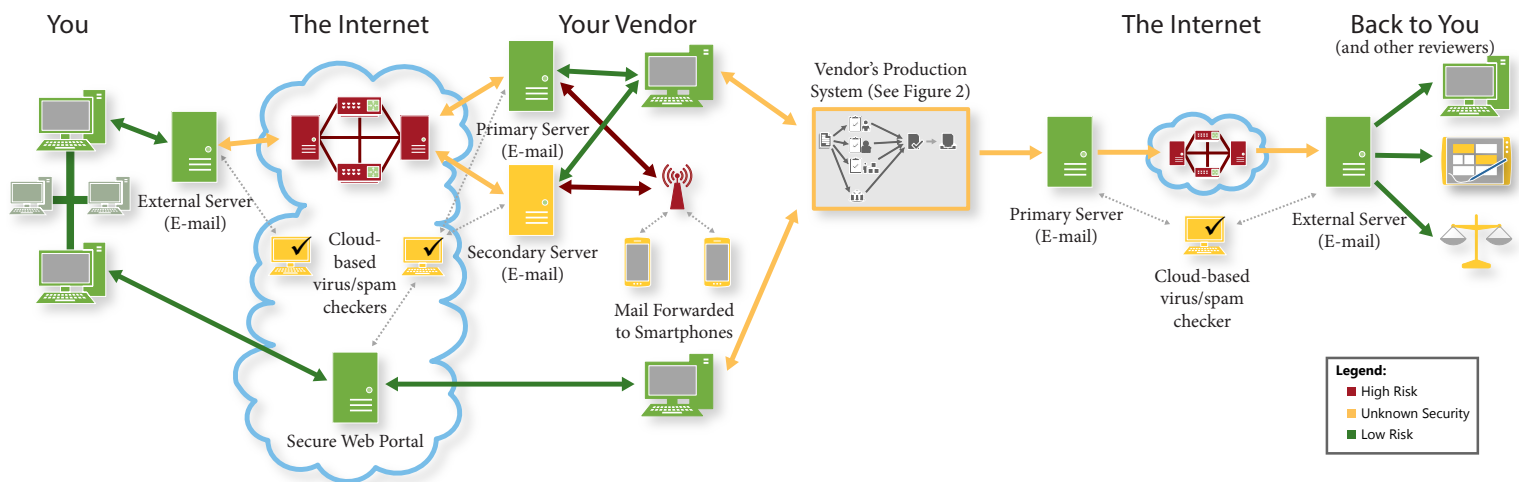 You
The Internet
Your Vendor
The Internet
Back to You
(and other reviewers)
Vendor's Production
System (See Figure 2)
Primary Server
(E-mail)
External Server
(E-mail)
Cloud-
based
virus/spam
checkers
Secondary Server
(E-mail)
Mail Forwarded
to Smartphones
Secure Web Portal
Primary Server
(E-mail)
External Server
(E-mail)
Cloud-based
virus/spam
checker
Legend:
High Risk
Unknown Security
Low Risk